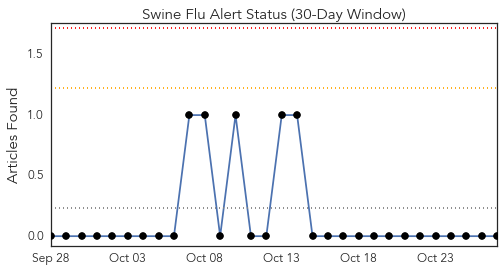 Swine Flu Alert Status (30-Day Window)
Articles Found
1.5
1.0
0.5
0.0
Sep 28 Oct 03 Oct 08 Oct 13 Oct 18 Oct 23